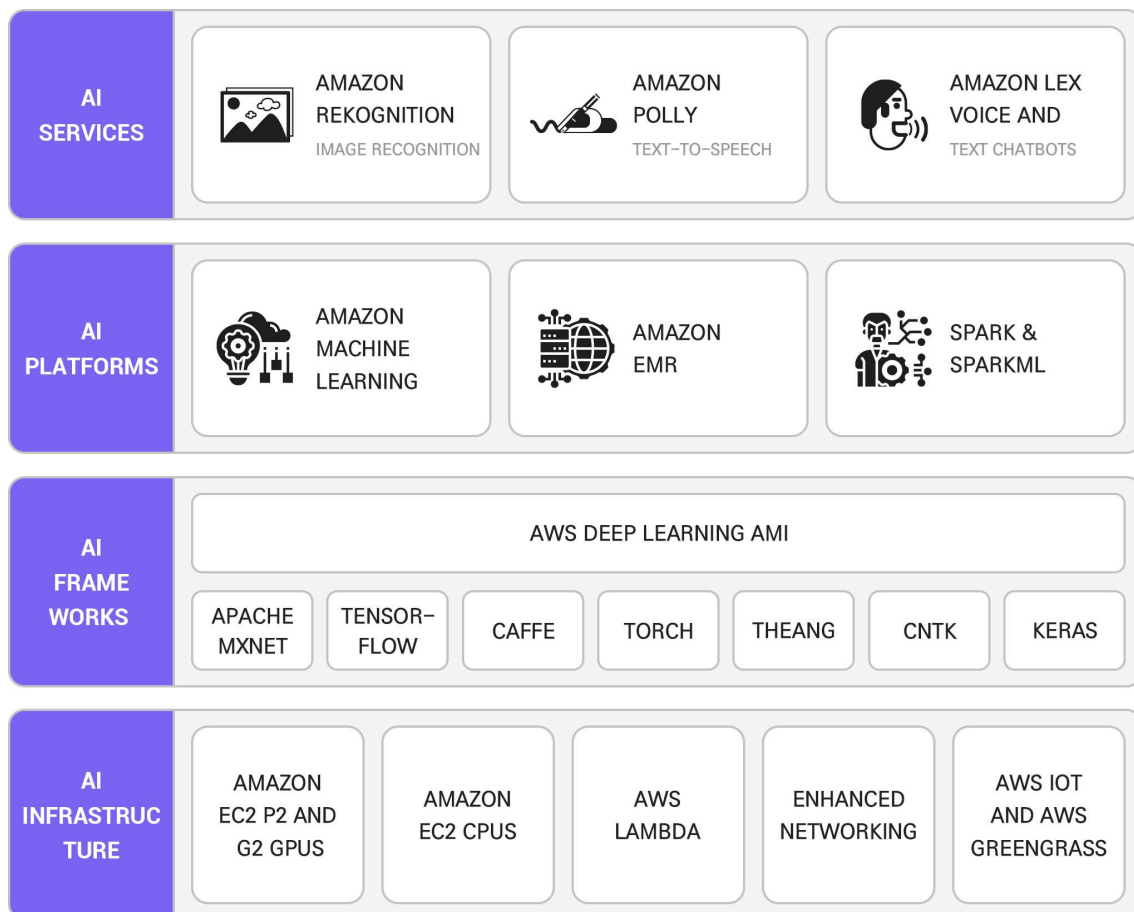 AI
SERVICES
AMAZON
REKOGNITION
IMAGE RECOGNITION
AMAZON
POLLY
TEXT-TO-SPEECH
AMAZON LEX
VOICE AND
TEXT CHATBOTS
AI
PLATFORMS
AMAZON
MACHINE
LEARNING
AMAZON
EMR
SPARK &
SPARKML
AI
FRAME
WORKS
AWS DEEP LEARNING AMI
APACHE
MXNET
TENSOR-
FLOW
CAFFE
TORCH
THEANG
CNTK
KERAS
AI
INFRASTRUC
TURE
AMAZON
EC2 P2 AND
G2 GPUS
AMAZON
EC2 CPUS
AWS
LAMBDA
ENHANCED
NETWORKING
AWS IOT
AND AWS
GREENGRASS